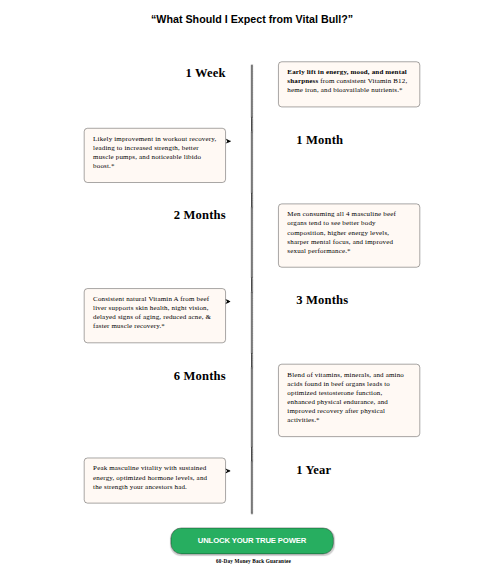 “What Should I Expect from Vital Bull?”
1 Week
Early lift in energy, mood, and mental
sharpness from consistent Vitamin B12,
heme iron, and bioavailable nutrients.*
1 Month
Likely improvement in workout recovery,
leading to increased strength, better
muscle pumps, and noticeable libido
boost.*
2 Months
Men consuming all 4 masculine beef
organs tend to see better body
composition, higher energy levels,
sharper mental focus, and improved
sexual performance.*
3 Months
Consistent natural Vitamin A from beef
liver supports skin health, night vision,
delayed signs of aging, reduced acne, &
faster muscle recovery.*
6 Months
Blend of vitamins, minerals, and amino
acids found in beef organs leads to
optimized testosterone function,
enhanced physical endurance, and
improved recovery after physical
activities.*
1 Year
Peak masculine vitality with sustained
energy, optimized hormone levels, and
the strength your ancestors had.
UNLOCK YOUR TRUE POWER
60-Day Money Back Guarantee